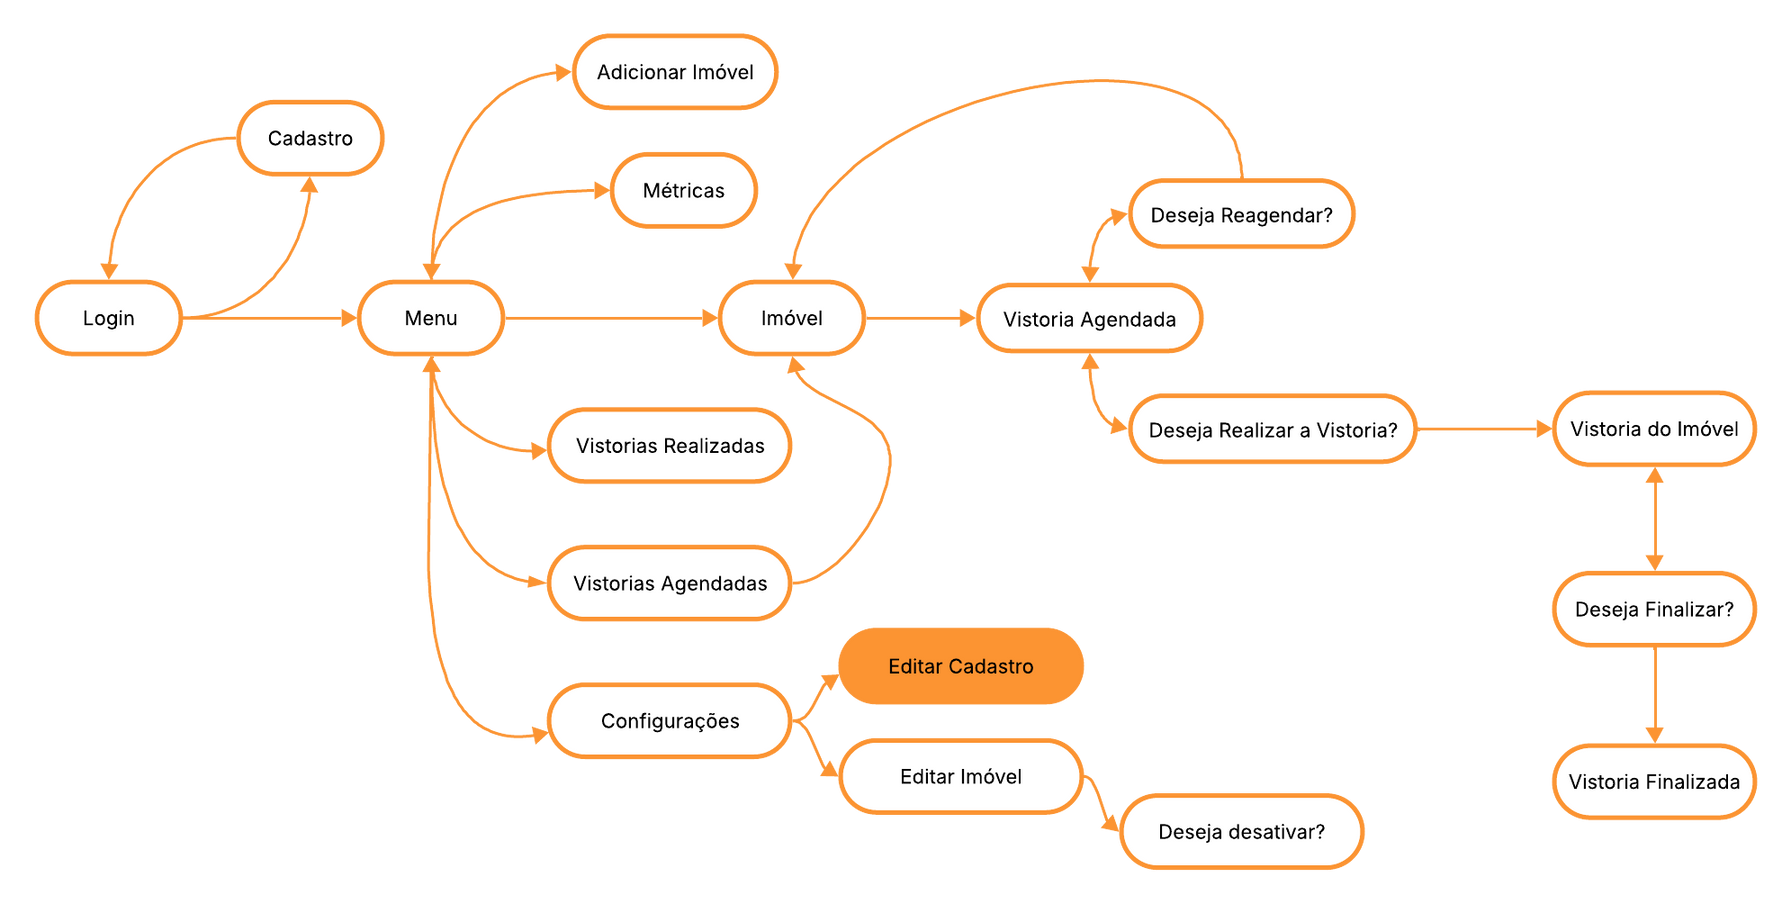 Adicionar Imóvel
Cadastro
Métricas
Deseja Reagendar?
Login
Menu
Imóvel
Vistoria Agendada
Vistorias Realizadas
Deseja Realizar a Vistoria?
Vistoria do Imóvel
Vistorias Agendadas
Deseja Finalizar?
Editar Cadastro
Configurações
Editar Imóvel
Vistoria Finalizada
Deseja desativar?